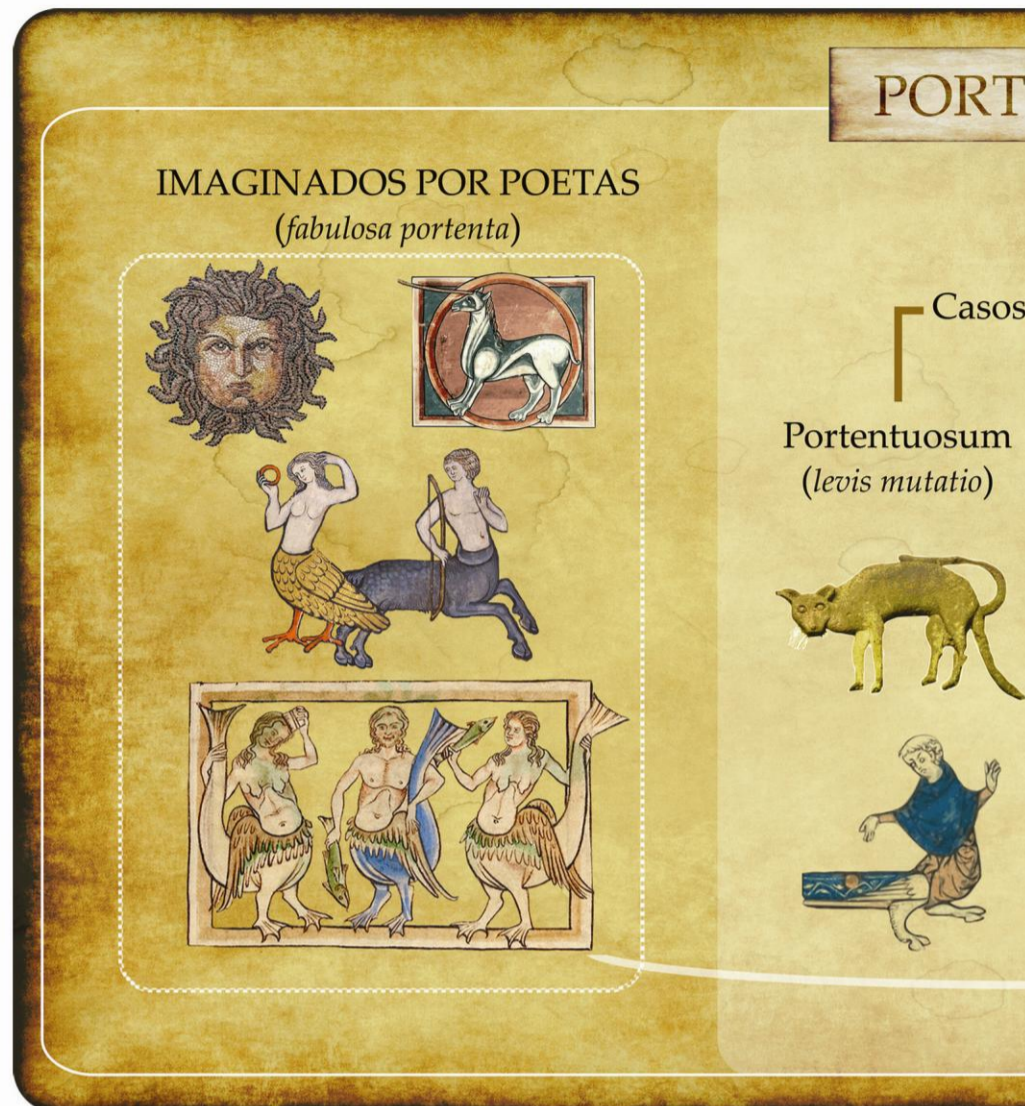 PORT
IMAGINADOS POR POETAS
(fabulosa portenta)
Casos
Portentuosum
(levis mutatio)